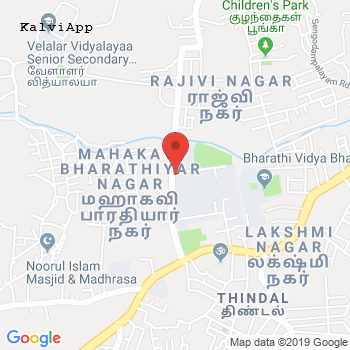 KalviApp
Children's Park
குழந்தைகள்
பூங்கா
Velalar Vidyalayaa
Senior Secondary...
வேளாளர்
வித்யாலயா
Sengodampalayam Rd
RAJIVI NAGAR
ராஜ்வி
நகர்
MAHAKA
BHARATHIYAR
NAGAR
மஹாகவி
பாரதியார்
நகர்
Bharathi Vidya Bha
LAKSHMI
NAGAR
லக்ஷ்மி
நகர்
Noorul Islam
Masjid & Madhrasa
THINDAL
திண்டல்
Google
Map data ©2019 Google